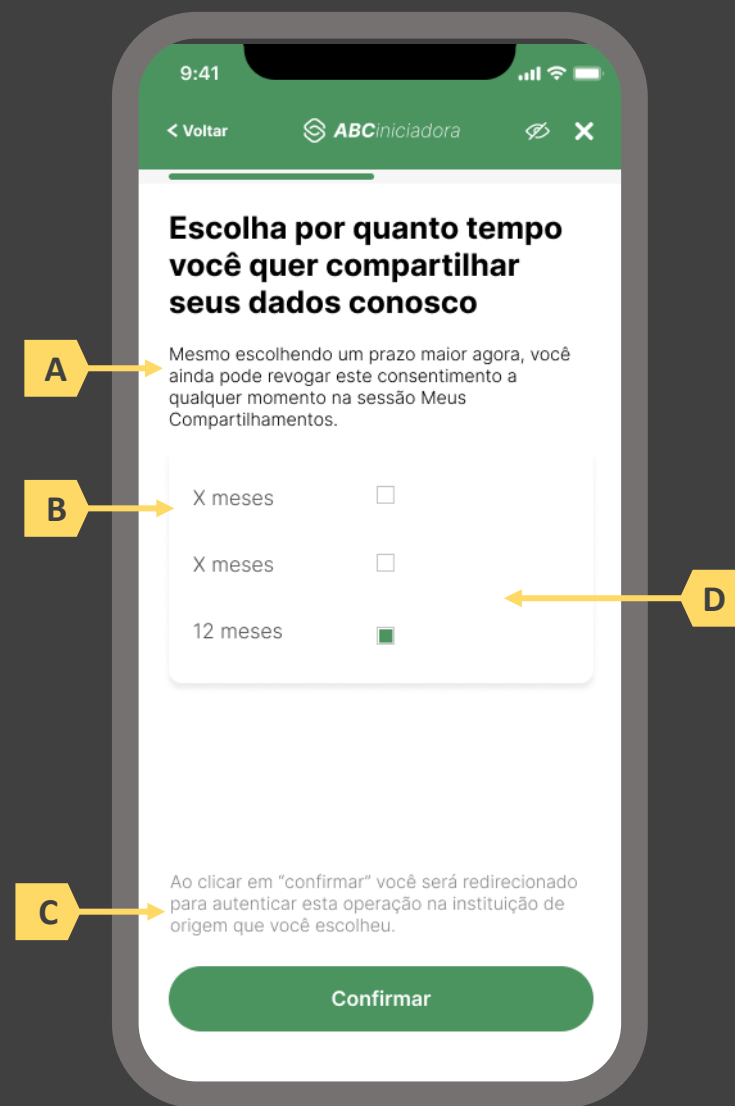 9:41
< Voltar
ABCiniciadora
Escolha por quanto tempo
você quer compartilhar
seus dados conosco
A
Mesmo escolhendo um prazo maior agora, você
ainda pode revogar este consentimento a
qualquer momento na sessão Meus
Compartilhamentos.
B
X meses
X meses
D
12 meses
C
Ao clicar em “confirmar” você será redirecionado
para autenticar esta operação na instituição de
origem que você escolheu.
Confirmar